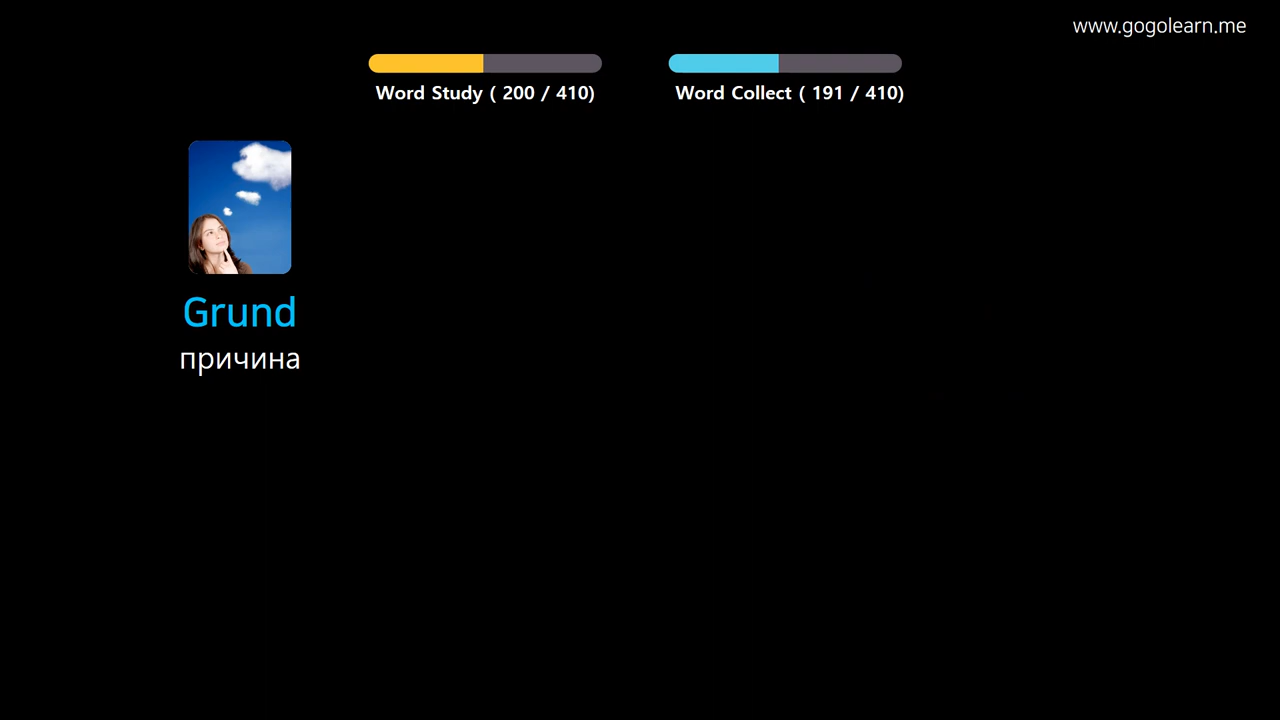 www.gogolearn.me
Word Study ( 200 / 410)
Word Collect ( 191 / 410)
Grund
причина